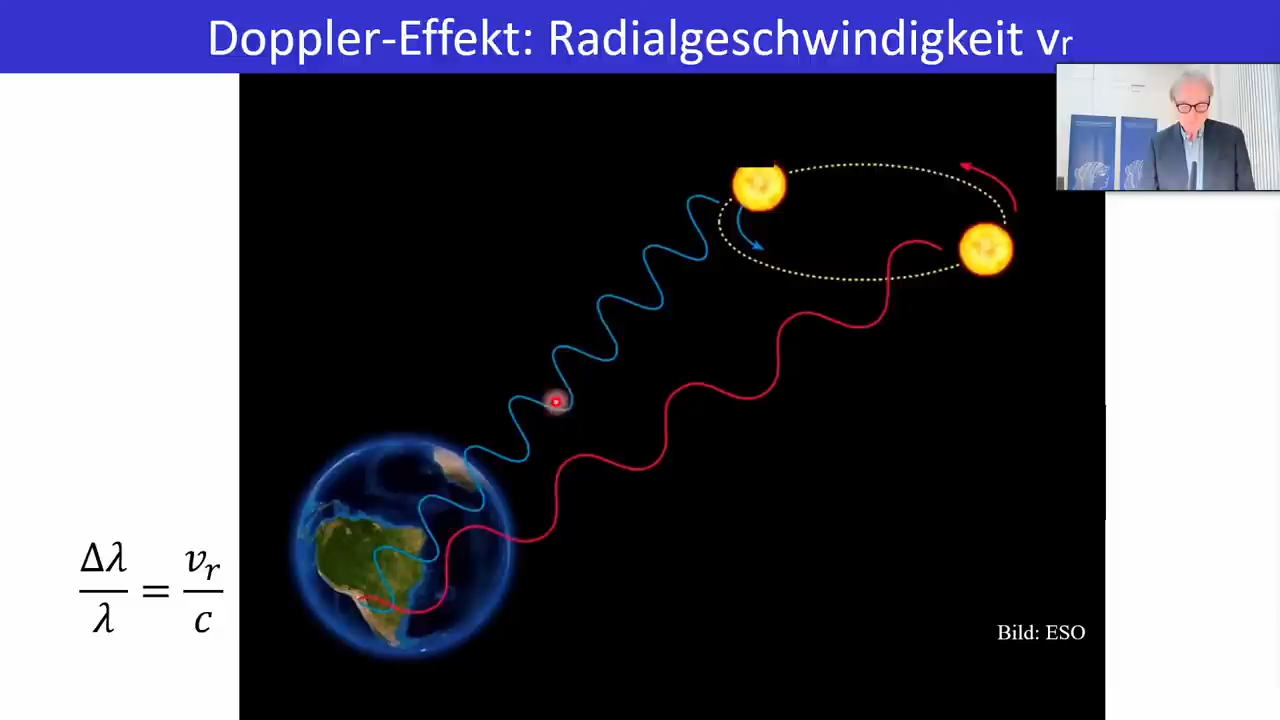 Doppler-Effekt: Radialgeschwindigkeit vᵣ
Δλ/λ = vᵣ/c
Bild: ESO